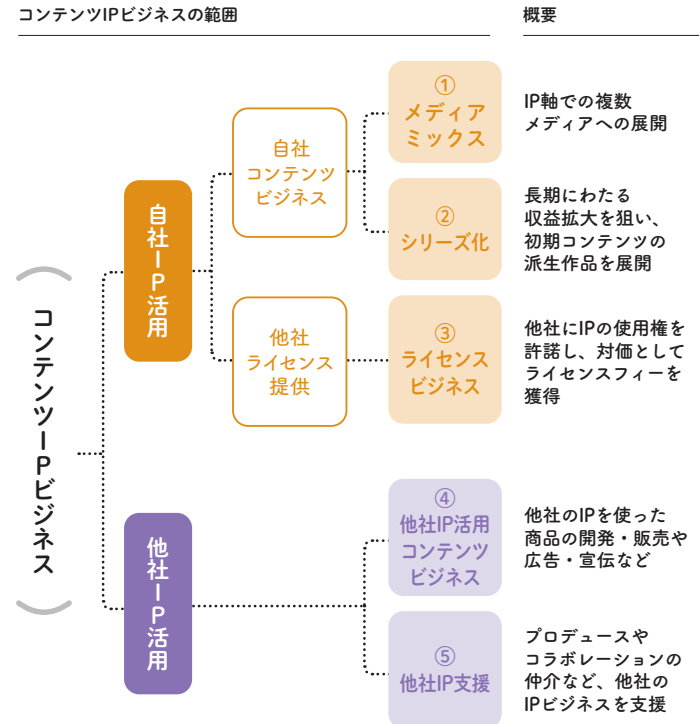 コンテンツIPビジネスの範囲
概要
コンテンツIPビジネス
自社IP活用
自社
コンテンツ
ビジネス
①
メディア
ミックス
IP軸での複数
メディアへの展開
②
シリーズ化
長期にわたる
収益拡大を狙い、
初期コンテンツの
派生作品を展開
他社
ライセンス
提供
③
ライセンス
ビジネス
他社にIPの使用権を
許諾し、対価として
ライセンスフィーを
獲得
他社IP活用
④
他社IP活用
コンテンツ
ビジネス
他社のIPを使った
商品の開発・販売や
広告・宣伝など
⑤
他社IP支援
プロデュースや
コラボレーションの
仲介など、他社の
IPビジネスを支援